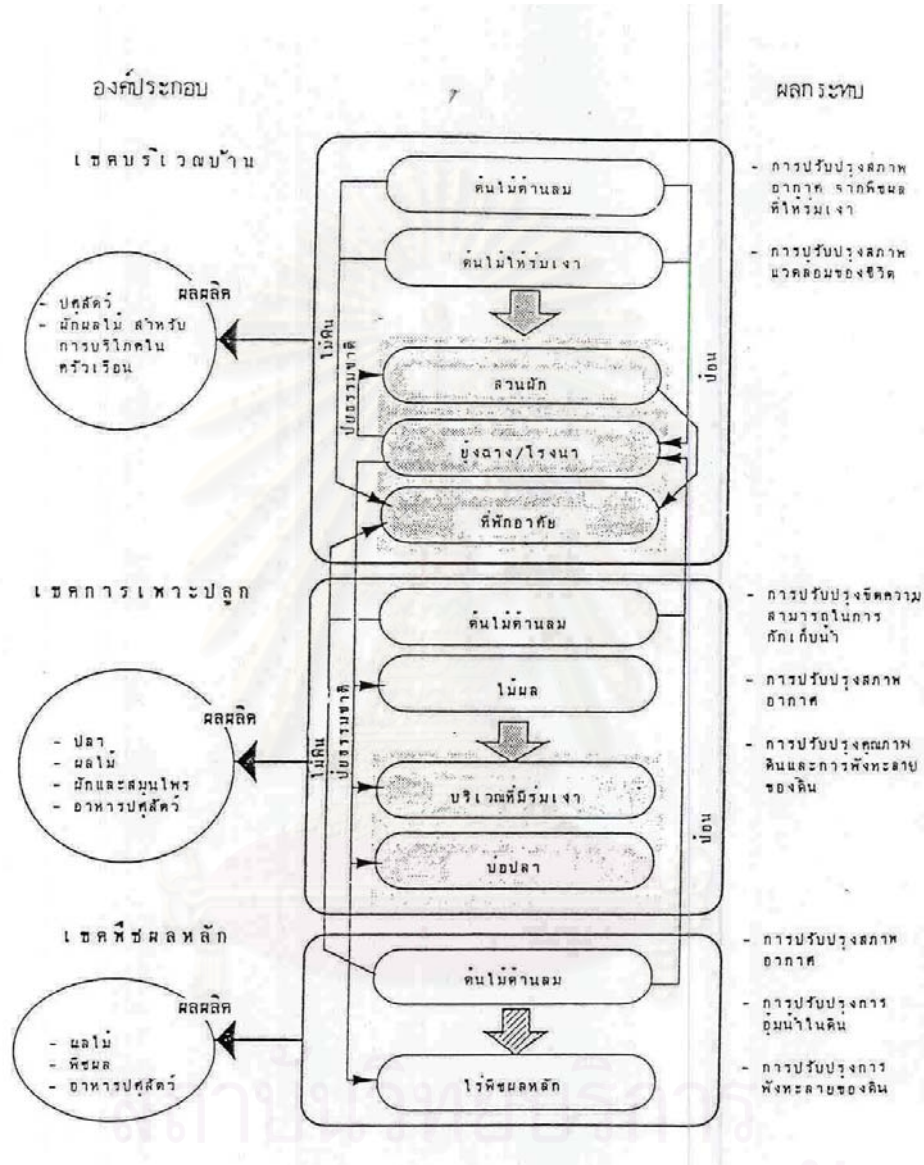 องค์ประกอบ
ผลกระทบ
เขตบริเวณบ้าน
ต้นไม้ต้านลม
ต้นไม้ให้ร่มเงา
สวนผัก
ยุ้งฉาง/โรงนา
ที่พักอาศัย
ไม้ฟืน
ปุ๋ยธรรมชาติ
ป้อน
ผลผลิต
- ปศุสัตว์
- ผักผลไม้ สำหรับ
การบริโภคใน
ครัวเรือน
- การปรับปรุงสภาพ
อากาศ จากพืชผล
ที่ให้ร่มเงา
- การปรับปรุงสภาพ
แวดล้อมของชีวิต
เขตการเพาะปลูก
ต้นไม้ต้านลม
ไม้ผล
บริเวณที่มีร่มเงา
บ่อปลา
ไม้ฟืน
ปุ๋ยธรรมชาติ
ป้อน
ผลผลิต
- ปลา
- ผลไม้
- ผักและสมุนไพร
- อาหารปศุสัตว์
- การปรับปรุงขีดความ
สามารถในการ
กักเก็บน้ำ
- การปรับปรุงสภาพ
อากาศ
- การปรับปรุงคุณภาพ
ดินและการพังทะลาย
ของดิน
เขตพืชผลหลัก
ต้นไม้ต้านลม
ไร่พืชผลหลัก
ผลผลิต
- ผลไม้
- พืชผล
- อาหารปศุสัตว์
- การปรับปรุงสภาพ
อากาศ
- การปรับปรุงการ
อุ้มน้ำในดิน
- การปรับปรุงการ
พังทะลายของดิน
สถาบันวิทยบริการ